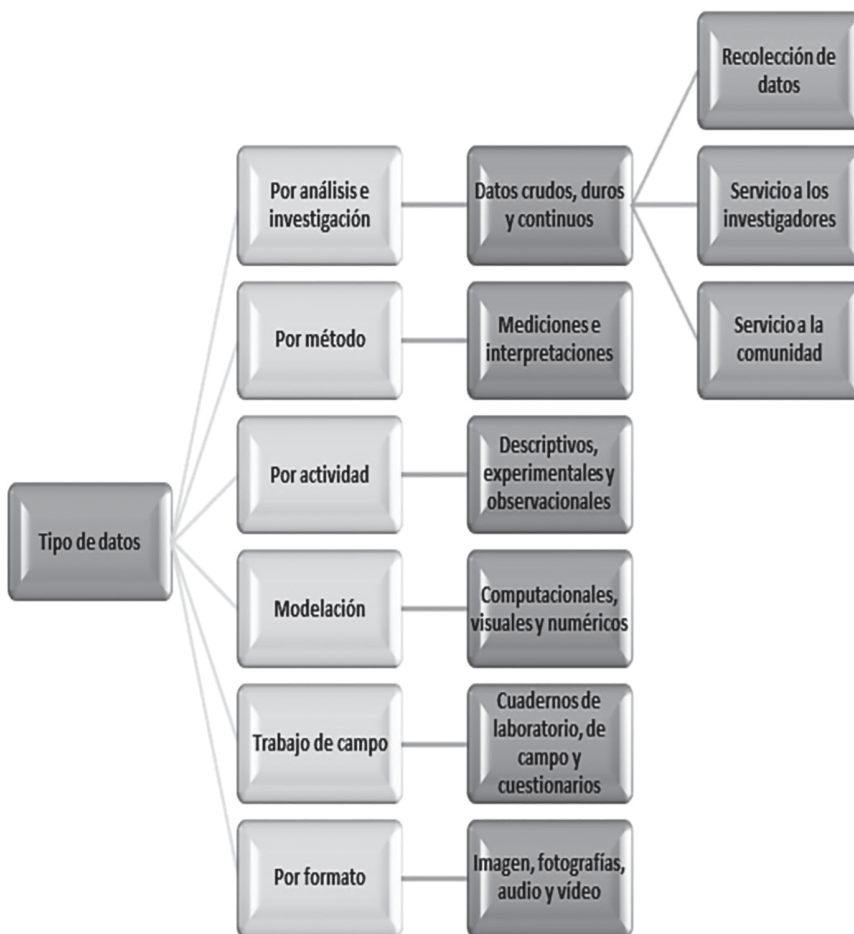 Tipo de datos
Por análisis e
investigación
Datos crudos, duros
y continuos
Recolección de
datos
Servicio a los
investigadores
Servicio a la
comunidad
Por método
Mediciones e
interpretaciones
Por actividad
Descriptivos,
experimentales y
observacionales
Modelación
Computacionales,
visuales y numéricos
Trabajo de campo
Cuadernos de
laboratorio, de
campo y
cuestionarios
Por formato
Imagen, fotografías,
audio y vídeo